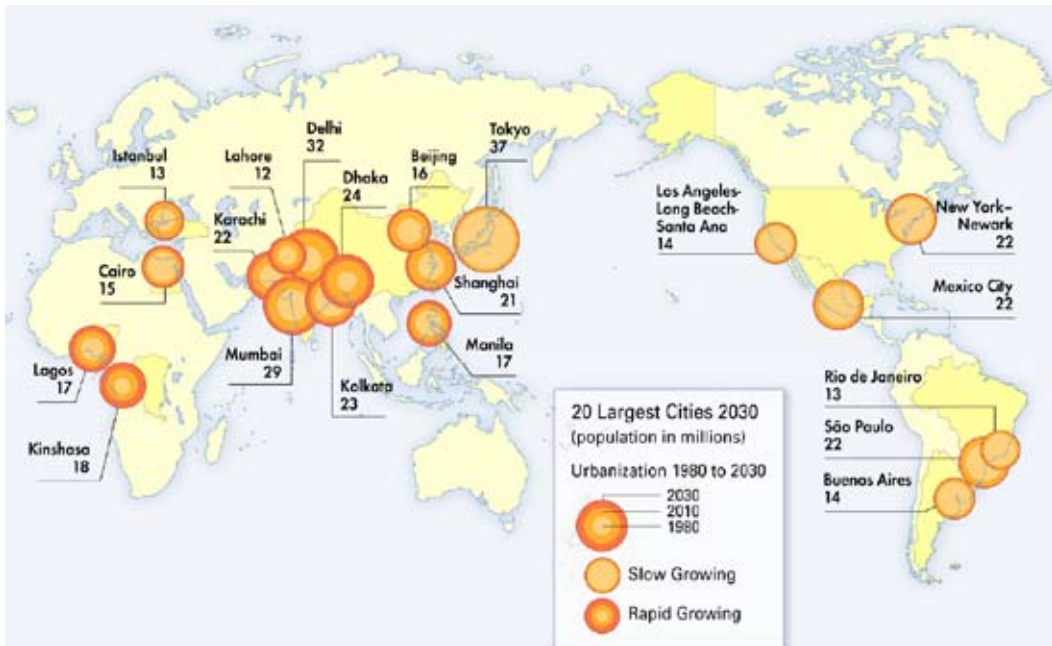 Istanbul
13
Lahore
12
Delhi
32
Dhaka
24
Beijing
16
Tokyo
37
Karachi
22
Cairo
15
Lagos
17
Kinshasa
18
Mumbai
29
Kolkata
23
Shanghai
21
Manila
17
Los Angeles-
Long Beach-
Santa Ana
14
New York–
Newark
22
Mexico City
22
Rio de Janeiro
13
São Paulo
22
Buenos Aires
14
20 Largest Cities 2030
(population in millions)
Urbanization 1980 to 2030
2030
2010
1980
Slow Growing
Rapid Growing